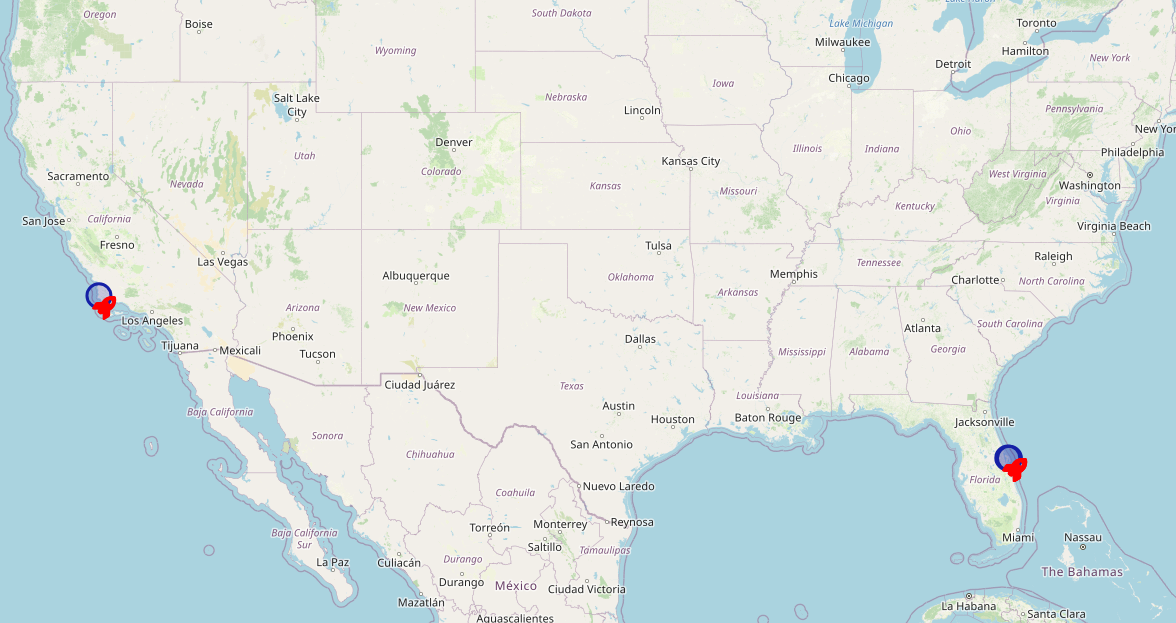 Oregon
Boise
South Dakota
Lake Michigan
Toronto
Milwaukee
Hamilton
Wyoming
Detroit
New York
Chicago
Iowa
Salt Lake
City
Nebraska
Lincoln
Pennsylvania
New Yor
Denver
Ohio
Utah
Illinois
Indiana
Philadelphia
Colorado
Kansas City
Sacramento
Nevada
Kansas
Missouri
West Virginia
Washington
Virginia
Kentucky
San Jose
California
Virginia Beach
Fresno
Tulsa
Raleigh
Las Vegas
Tennessee
Albuquerque
Oklahoma
Memphis
Charlotte
North Carolina
Arkansas
Arizona
New Mexico
Los Angeles
South Carolina
Phoenix
Atlanta
Dallas
Tijuana
Mexicali
Tucson
Mississippi
Alabama
Georgia
Ciudad Juárez
Texas
Louisiana
Baja California
Austin
Houston
Baton Rouge
Jacksonville
Sonora
San Antonio
Chihuahua
Florida
Nuevo Laredo
Coahuila
Reynosa
Torreón
Monterrey
Baja California
Sur
Miami
Nassau
Saltillo
Tamaulipas
La Paz
Culiacán
Durango
The Bahamas
Durango
México
Ciudad Victoria
Mazatlán
La Habana
Santa Clara
Aguascalientes